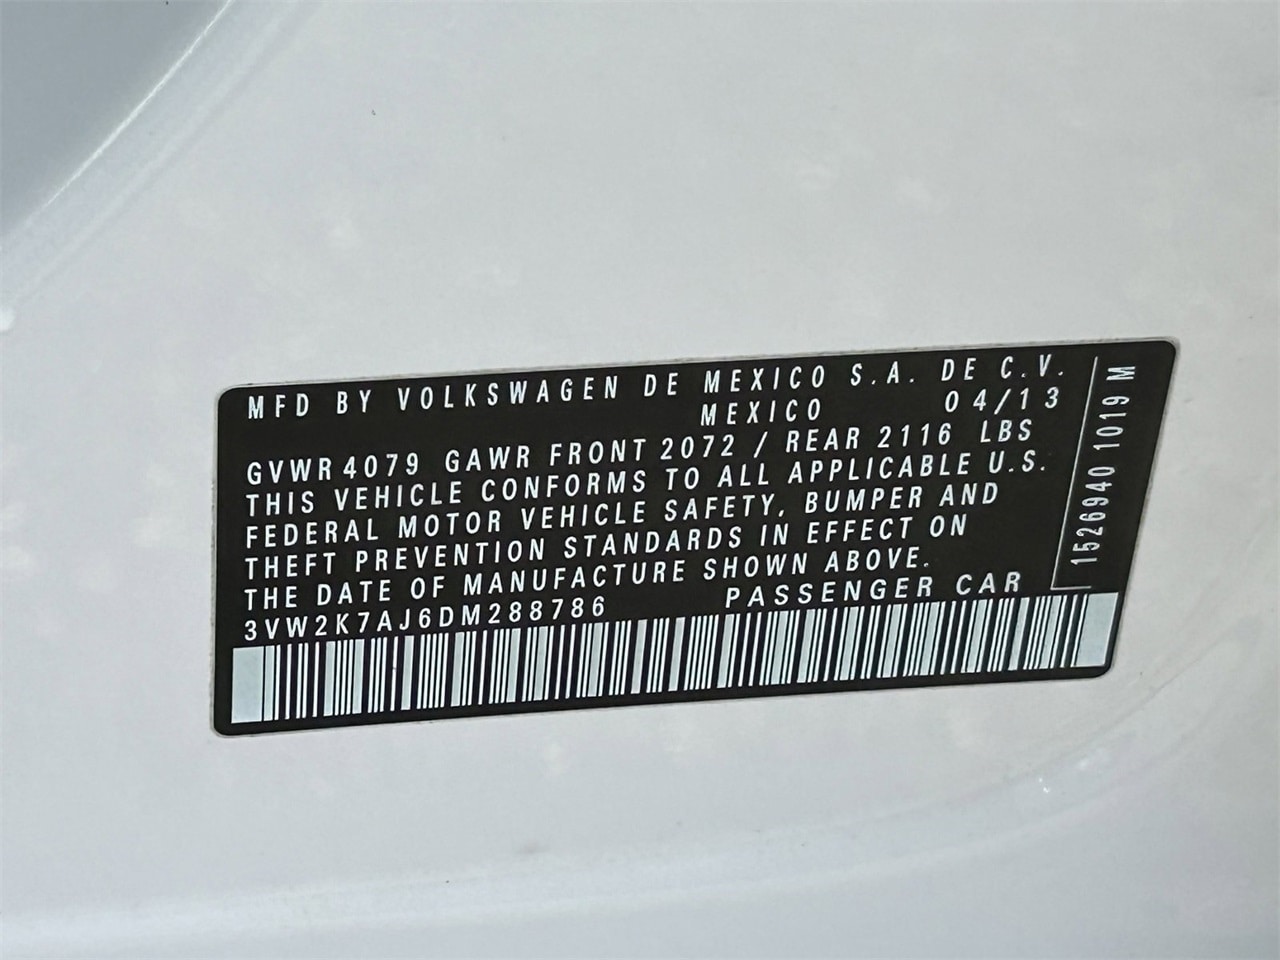 MFD BY VOLKSWAGEN DE MEXICO S.A. DE C.V.
MEXICO 04/13
GVWR 4079 GAWR FRONT 2072 / REAR 2116 LBS
THIS VEHICLE CONFORMS TO ALL APPLICABLE U.S.
FEDERAL MOTOR VEHICLE SAFETY, BUMPER AND
THEFT PREVENTION STANDARDS IN EFFECT ON
THE DATE OF MANUFACTURE SHOWN ABOVE.
3VW2K7AJ6DM288786 PASSENGER CAR
1526940 1019 M